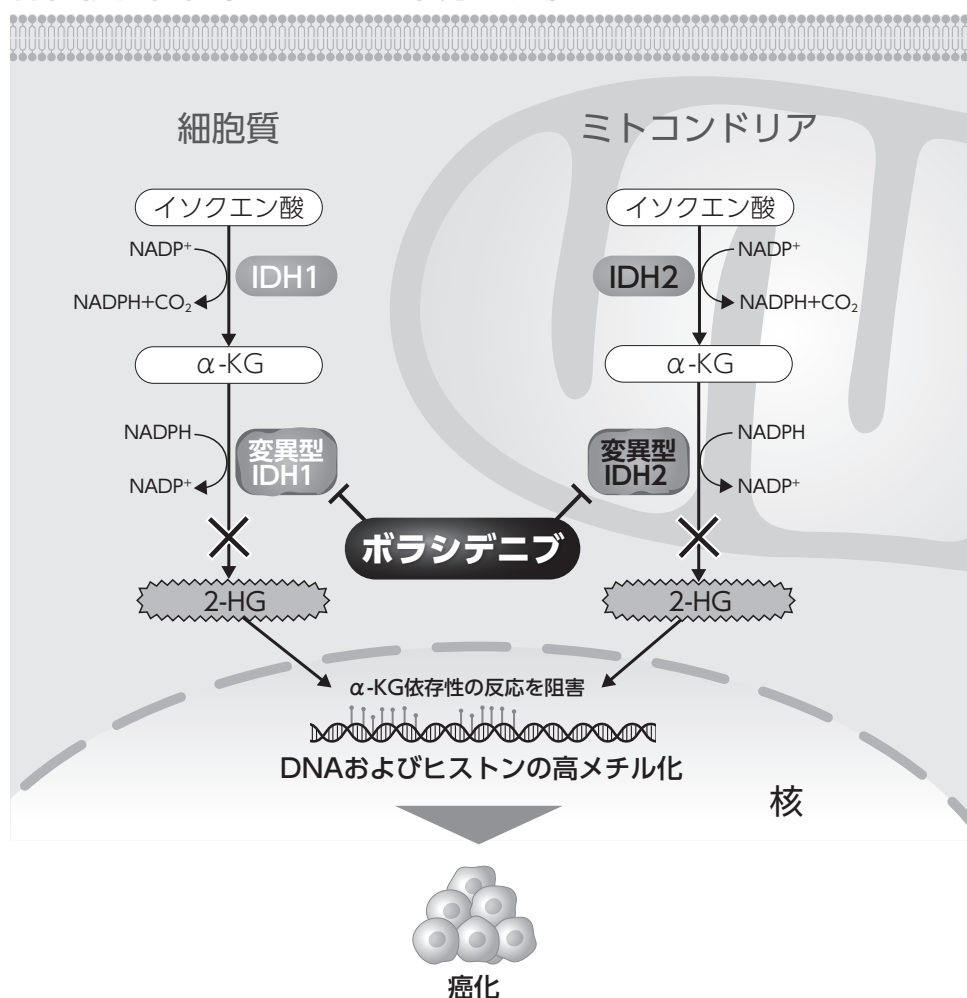 細胞質
ミトコンドリア
イソクエン酸
イソクエン酸
NADP⁺
IDH1
NADPH+CO₂
NADP⁺
IDH2
NADPH+CO₂
α-KG
α-KG
NADPH
変異型
IDH1
NADP⁺
NADPH
変異型
IDH2
NADP⁺
ボラシデニブ
2-HG
2-HG
α-KG依存性の反応を阻害
DNAおよびヒストンの高メチル化
核
癌化